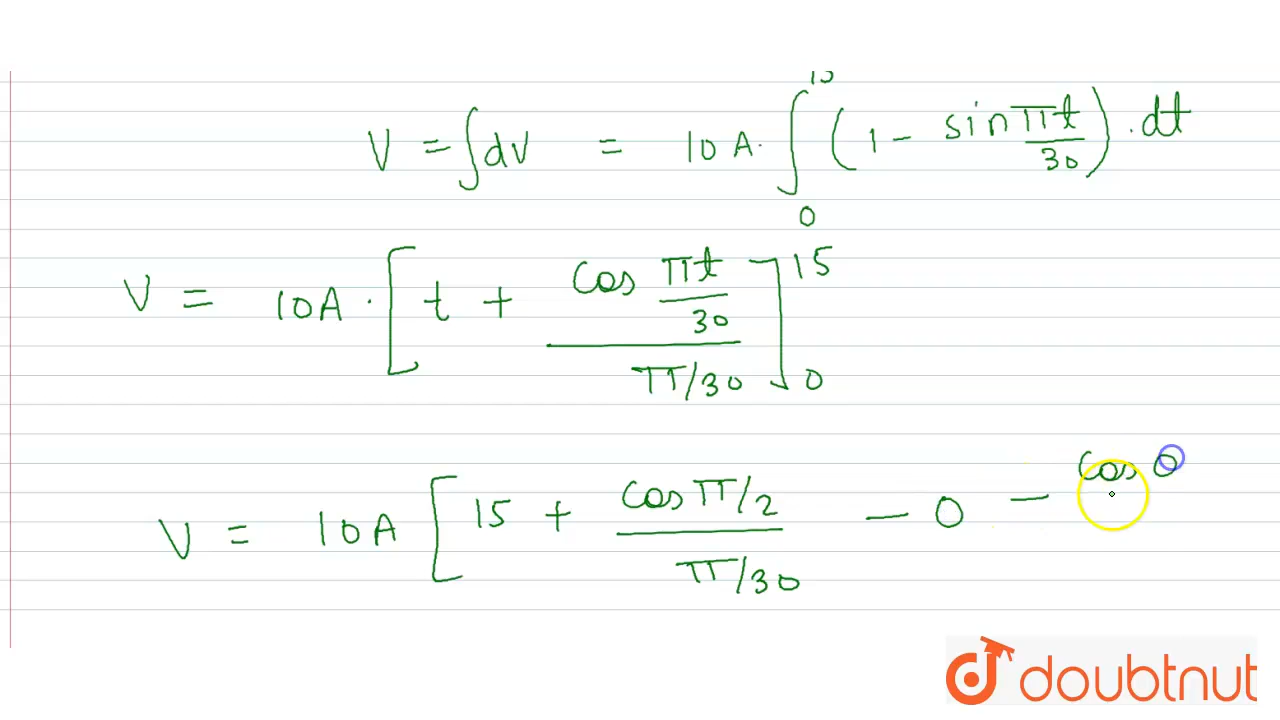 V = ∫dV = 10A. ∫₀¹⁵ (1 - sin πt/30) . dt
V = 10A . [t + cos πt/30 / π/30]₀¹⁵
V = 10A [15 + cos π/2 / π/30 - 0 - cos 0
doubtnut